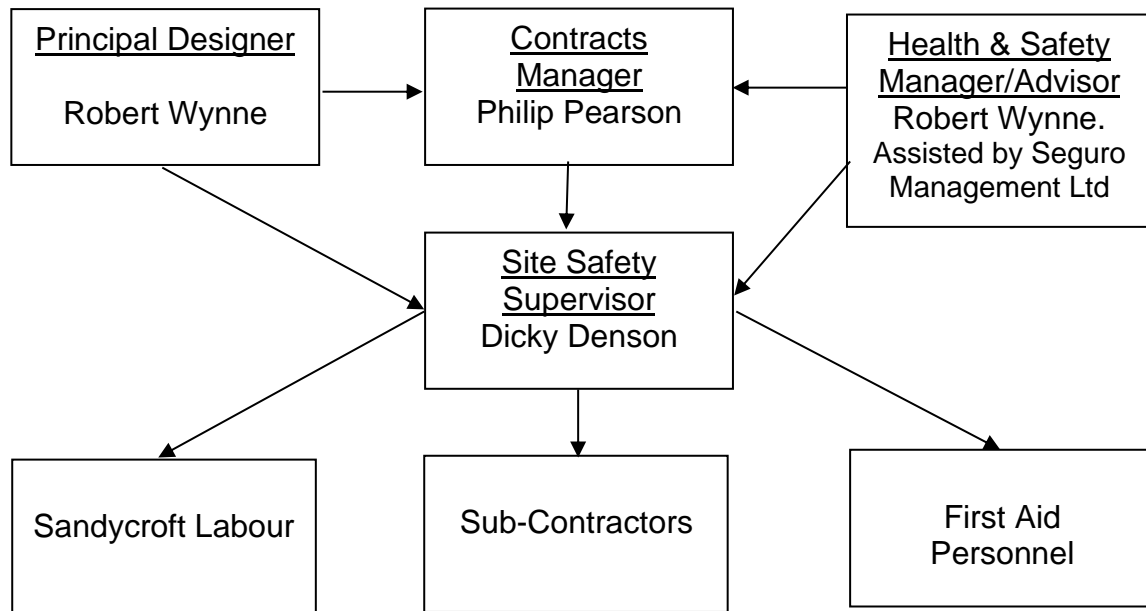 Principal Designer
Robert Wynne
Contracts
Manager
Philip Pearson
Health & Safety
Manager/Advisor
Robert Wynne.
Assisted by Seguro
Management Ltd
Site Safety
Supervisor
Dicky Denson
Sandycroft Labour
Sub-Contractors
First Aid
Personnel